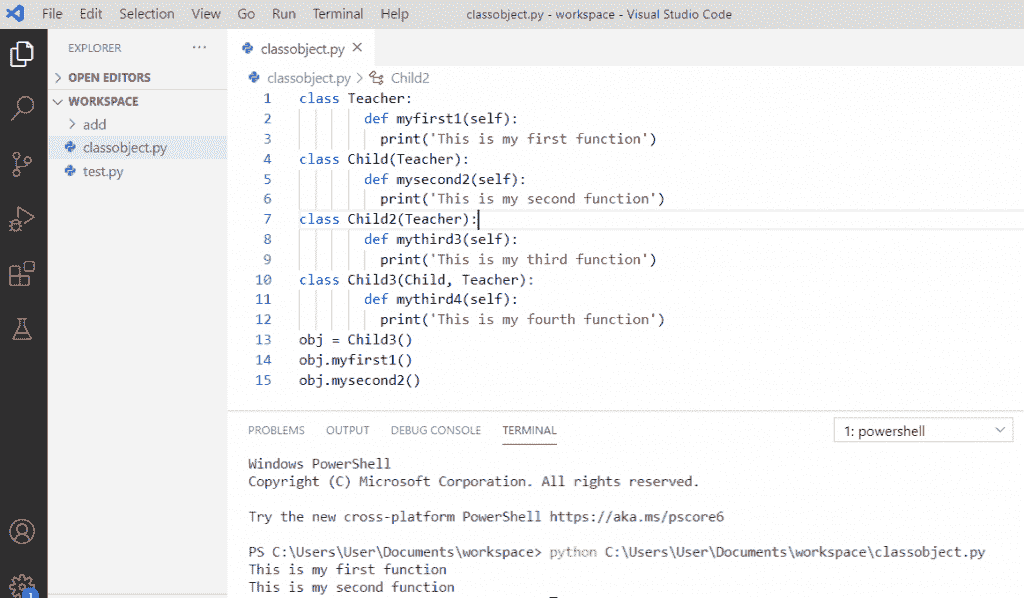 File Edit Selection View Go Run Terminal Help classobject.py - workspace - Visual Studio Code
EXPLORER ...
classobject.py
OPEN EDITORS
classobject.py > Child2
WORKSPACE
add
classobject.py
test.py
1 class Teacher:
2 def myfirst1(self):
3 print('This is my first function')
4 class Child(Teacher):
5 def mysecond2(self):
6 print('This is my second function')
7 class Child2(Teacher):
8 def mythird3(self):
9 print('This is my third function')
10 class Child3(Child, Teacher):
11 def mythird4(self):
12 print('This is my fourth function')
13 obj = Child3()
14 obj.myfirst1()
15 obj.mysecond2()
PROBLEMS OUTPUT DEBUG CONSOLE TERMINAL 1: powershell
Windows PowerShell
Copyright (C) Microsoft Corporation. All rights reserved.
Try the new cross-platform PowerShell https://aka.ms/pscore6
PS C:\Users\User\Documents\workspace> python C:\Users\User\Documents\workspace\classobject.py
This is my first function
This is my second function
1